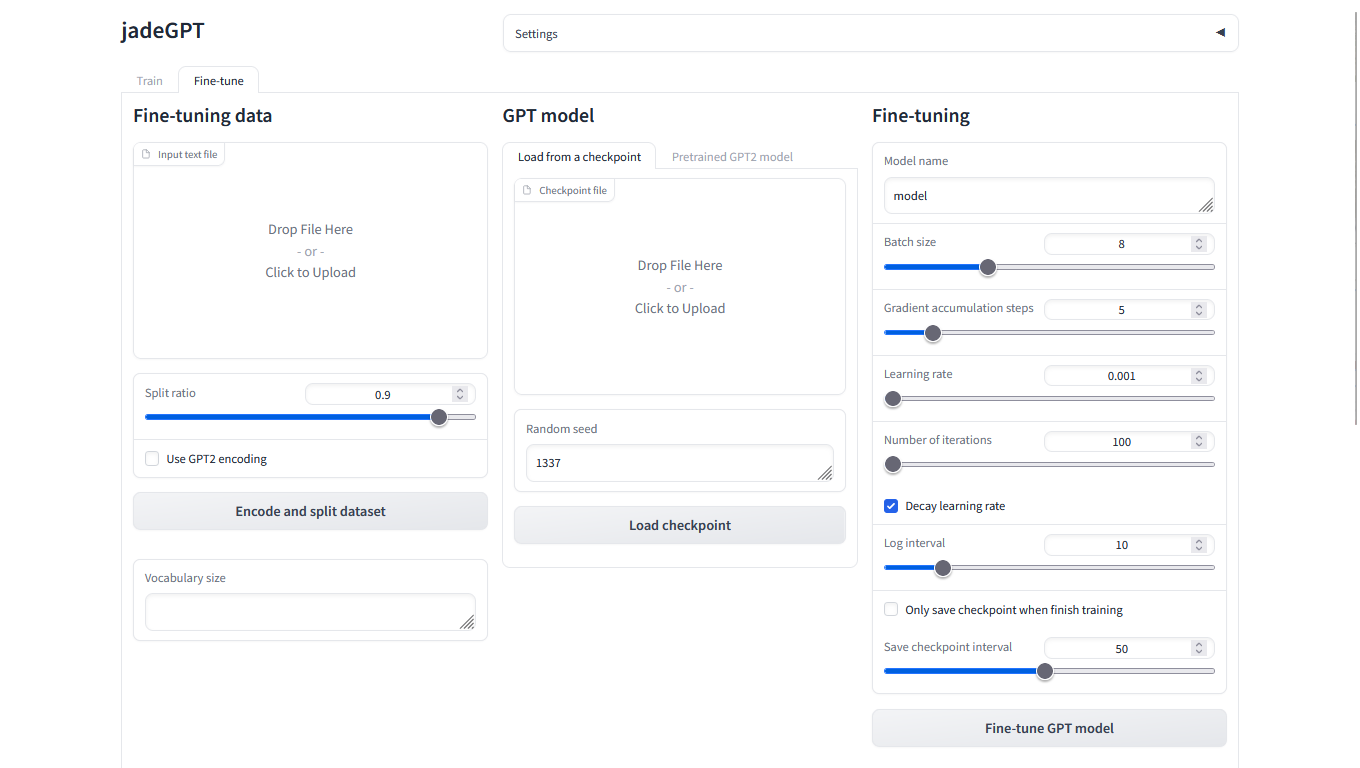 jadeGPT
Settings
Train
Fine-tune
Fine-tuning data
Input text file
Drop File Here
- or -
Click to Upload
Split ratio
0.9
Use GPT2 encoding
Encode and split dataset
Vocabulary size
GPT model
Load from a checkpoint
Pretrained GPT2 model
Checkpoint file
Drop File Here
- or -
Click to Upload
Random seed
1337
Load checkpoint
Fine-tuning
Model name
model
Batch size
8
Gradient accumulation steps
5
Learning rate
0.001
Number of iterations
100
Decay learning rate
Log interval
10
Only save checkpoint when finish training
Save checkpoint interval
50
Fine-tune GPT model